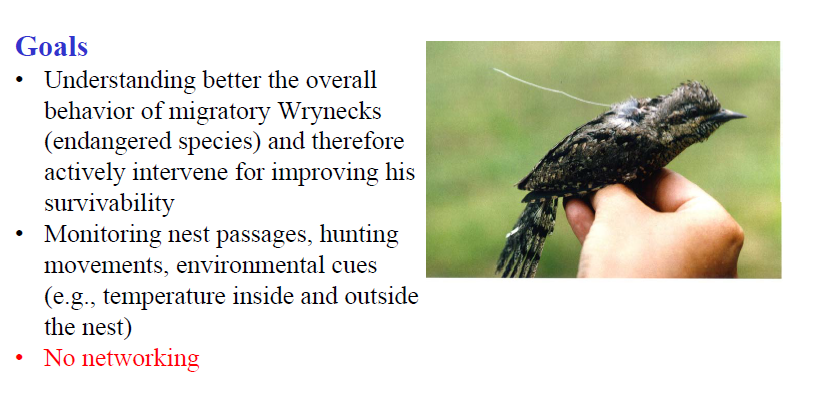 Goals
• Understanding better the overall
behavior of migratory Wrynecks
(endangered species) and therefore
actively intervene for improving his
survivability
• Monitoring nest passages, hunting
movements, environmental cues
(e.g., temperature inside and outside
the nest)
• No networking